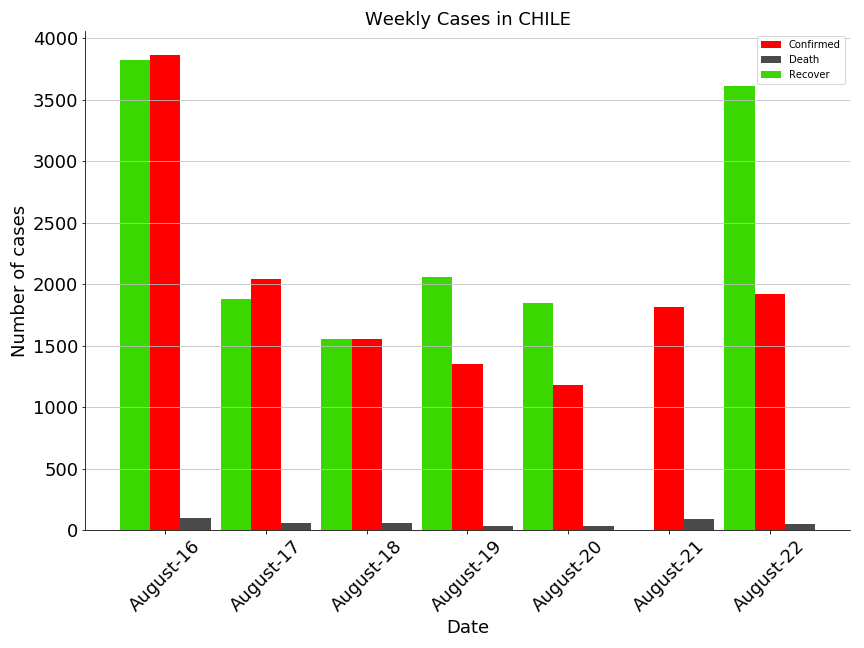 Weekly Cases in CHILE
Confirmed
Death
Recover
Number of cases
4000
3500
3000
2500
2000
1500
1000
500
0
August-16
August-17
August-18
August-19
August-20
August-21
August-22
Date